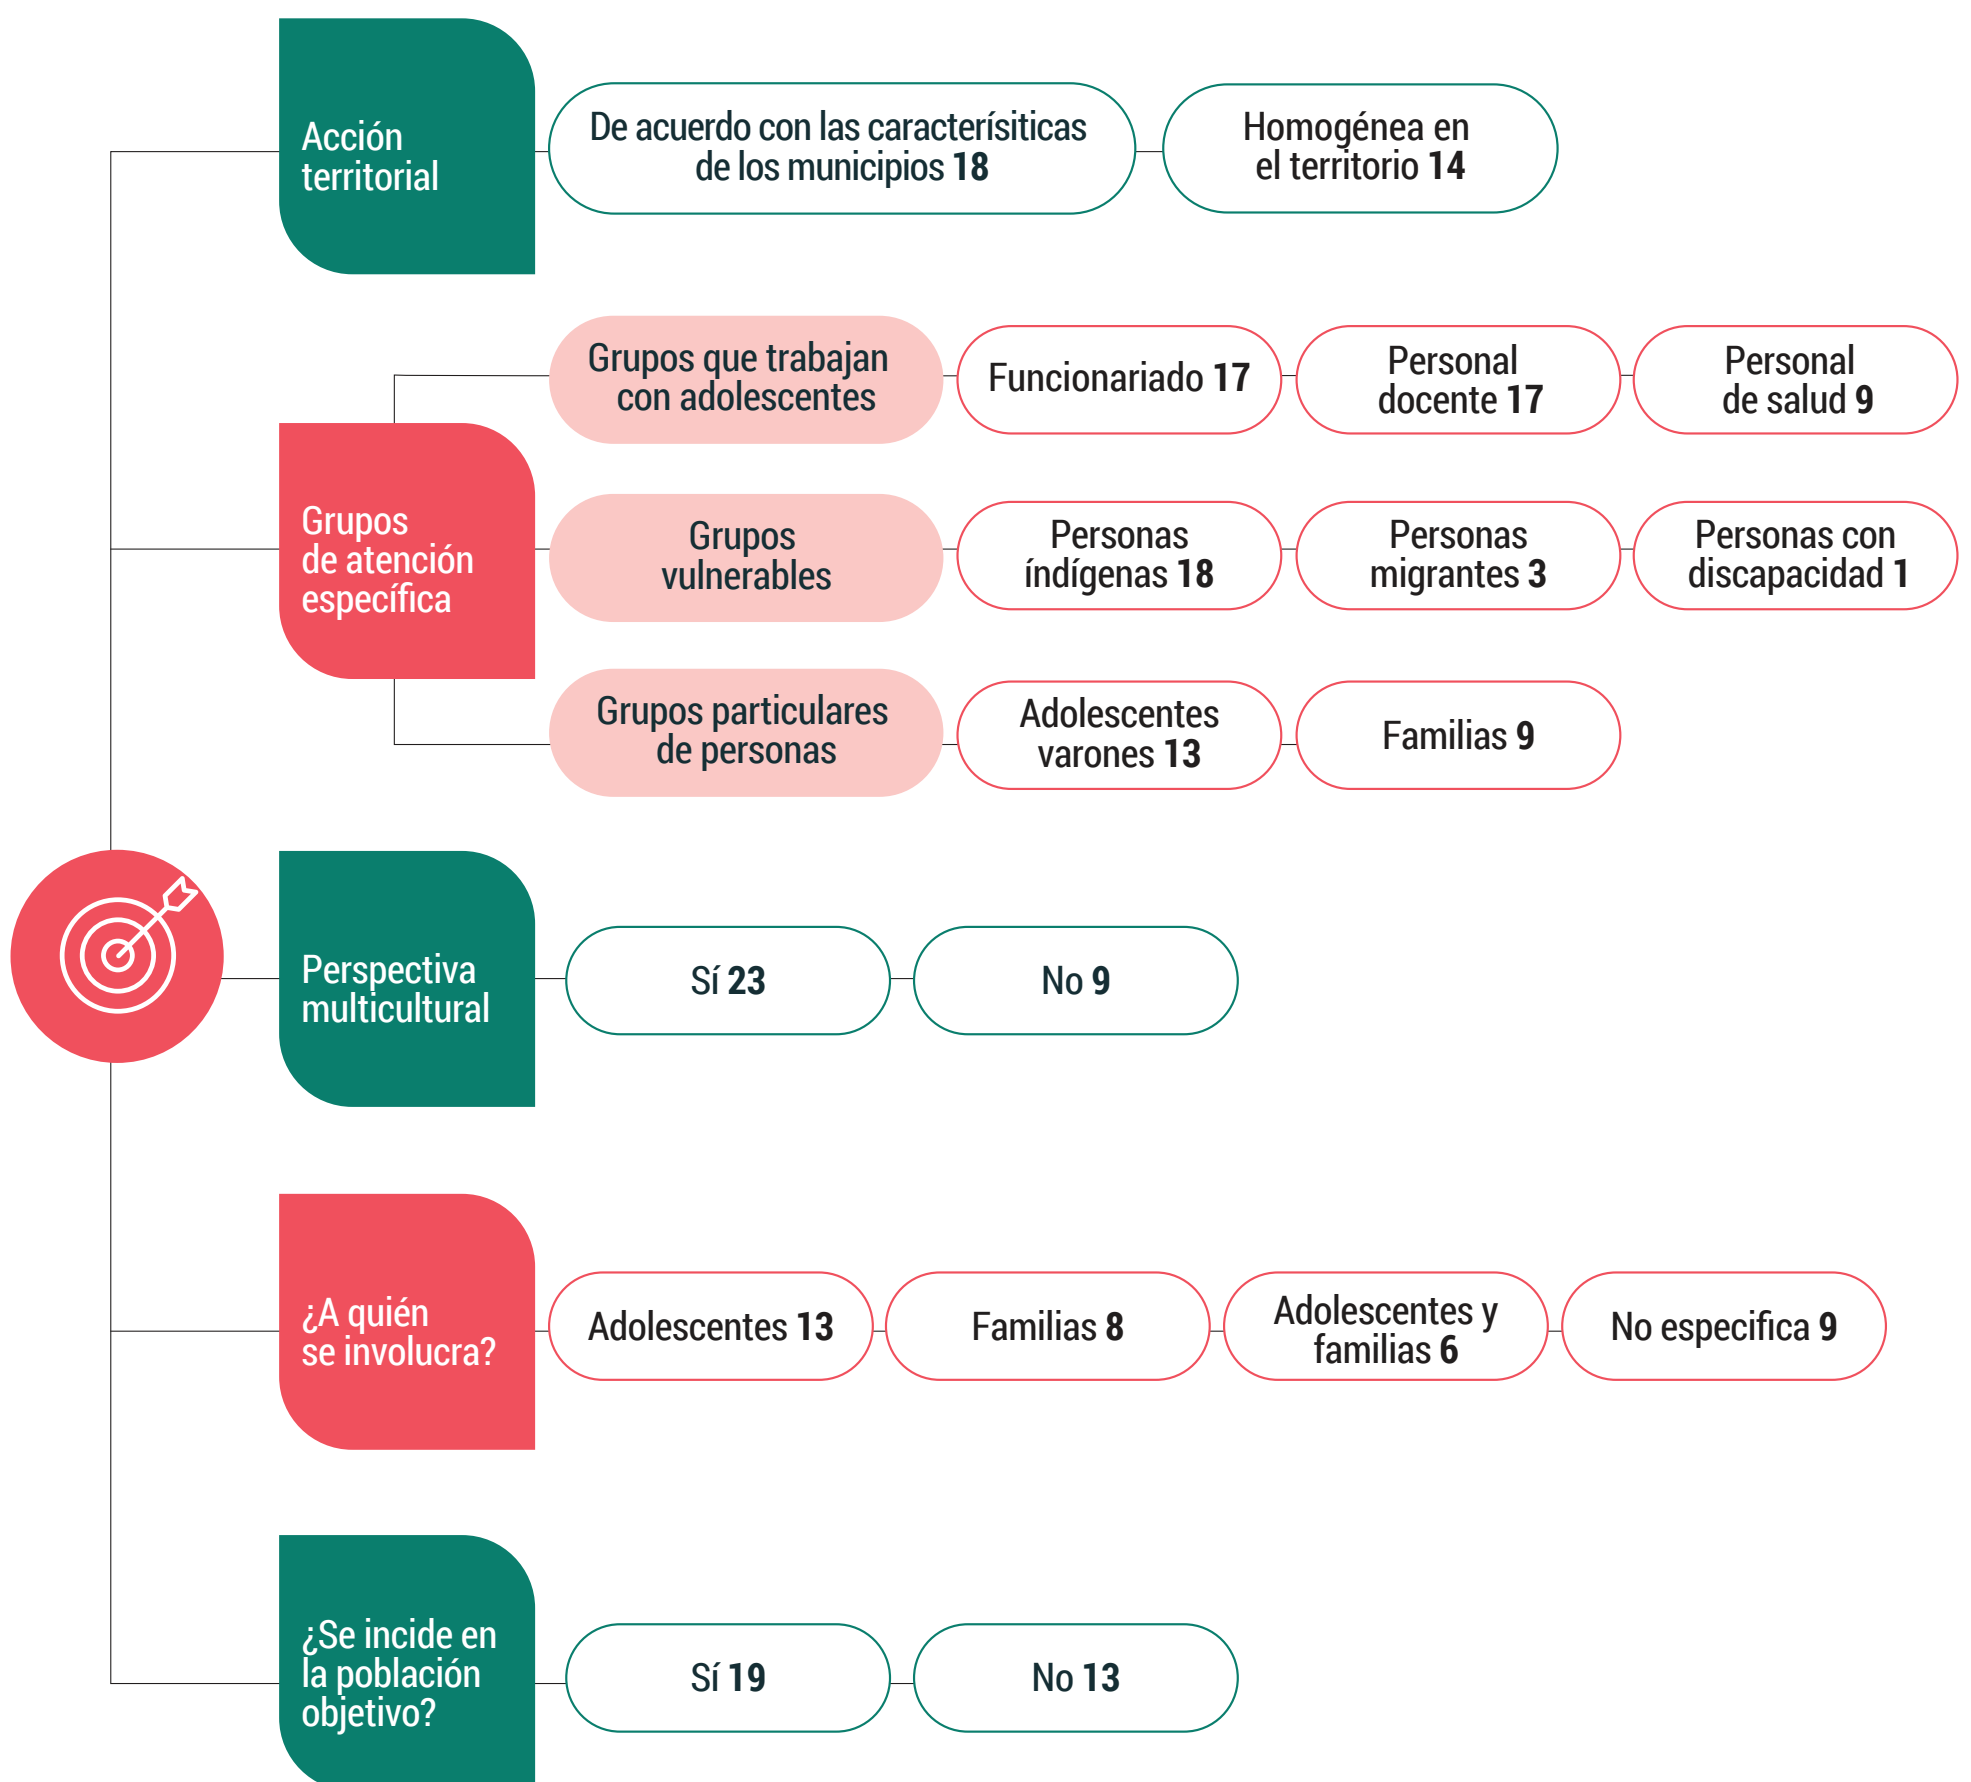 Acción
territorial
De acuerdo con las caracterísiticas
de los municipios 18
Homogénea en
el territorio 14
Grupos
de atención
específica
Grupos que trabajan
con adolescentes
Funcionariado 17
Personal
docente 17
Personal
de salud 9
Grupos
vulnerables
Personas
índígenas 18
Personas
migrantes 3
Personas con
discapacidad 1
Grupos particulares
de personas
Adolescentes
varones 13
Familias 9
Perspectiva
multicultural
Sí 23
No 9
¿A quién
se involucra?
Adolescentes 13
Familias 8
Adolescentes y
familias 6
No especifica 9
¿Se incide en
la población
objetivo?
Sí 19
No 13